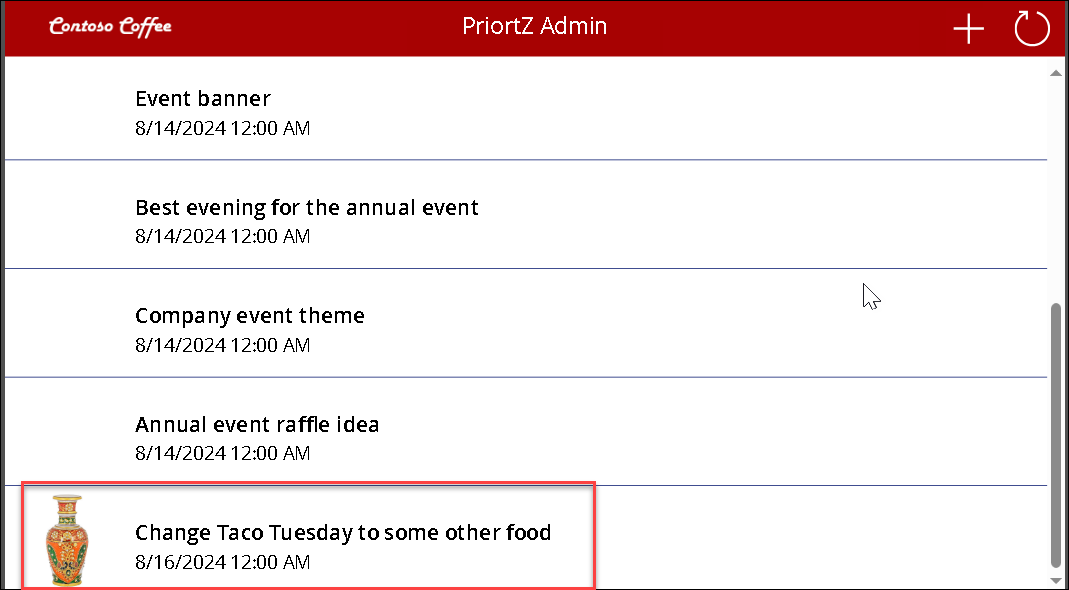 Contoso Coffee
PriortZ Admin
Event banner
8/14/2024 12:00 AM
Best evening for the annual event
8/14/2024 12:00 AM
Company event theme
8/14/2024 12:00 AM
Annual event raffle idea
8/14/2024 12:00 AM
Change Taco Tuesday to some other food
8/16/2024 12:00 AM